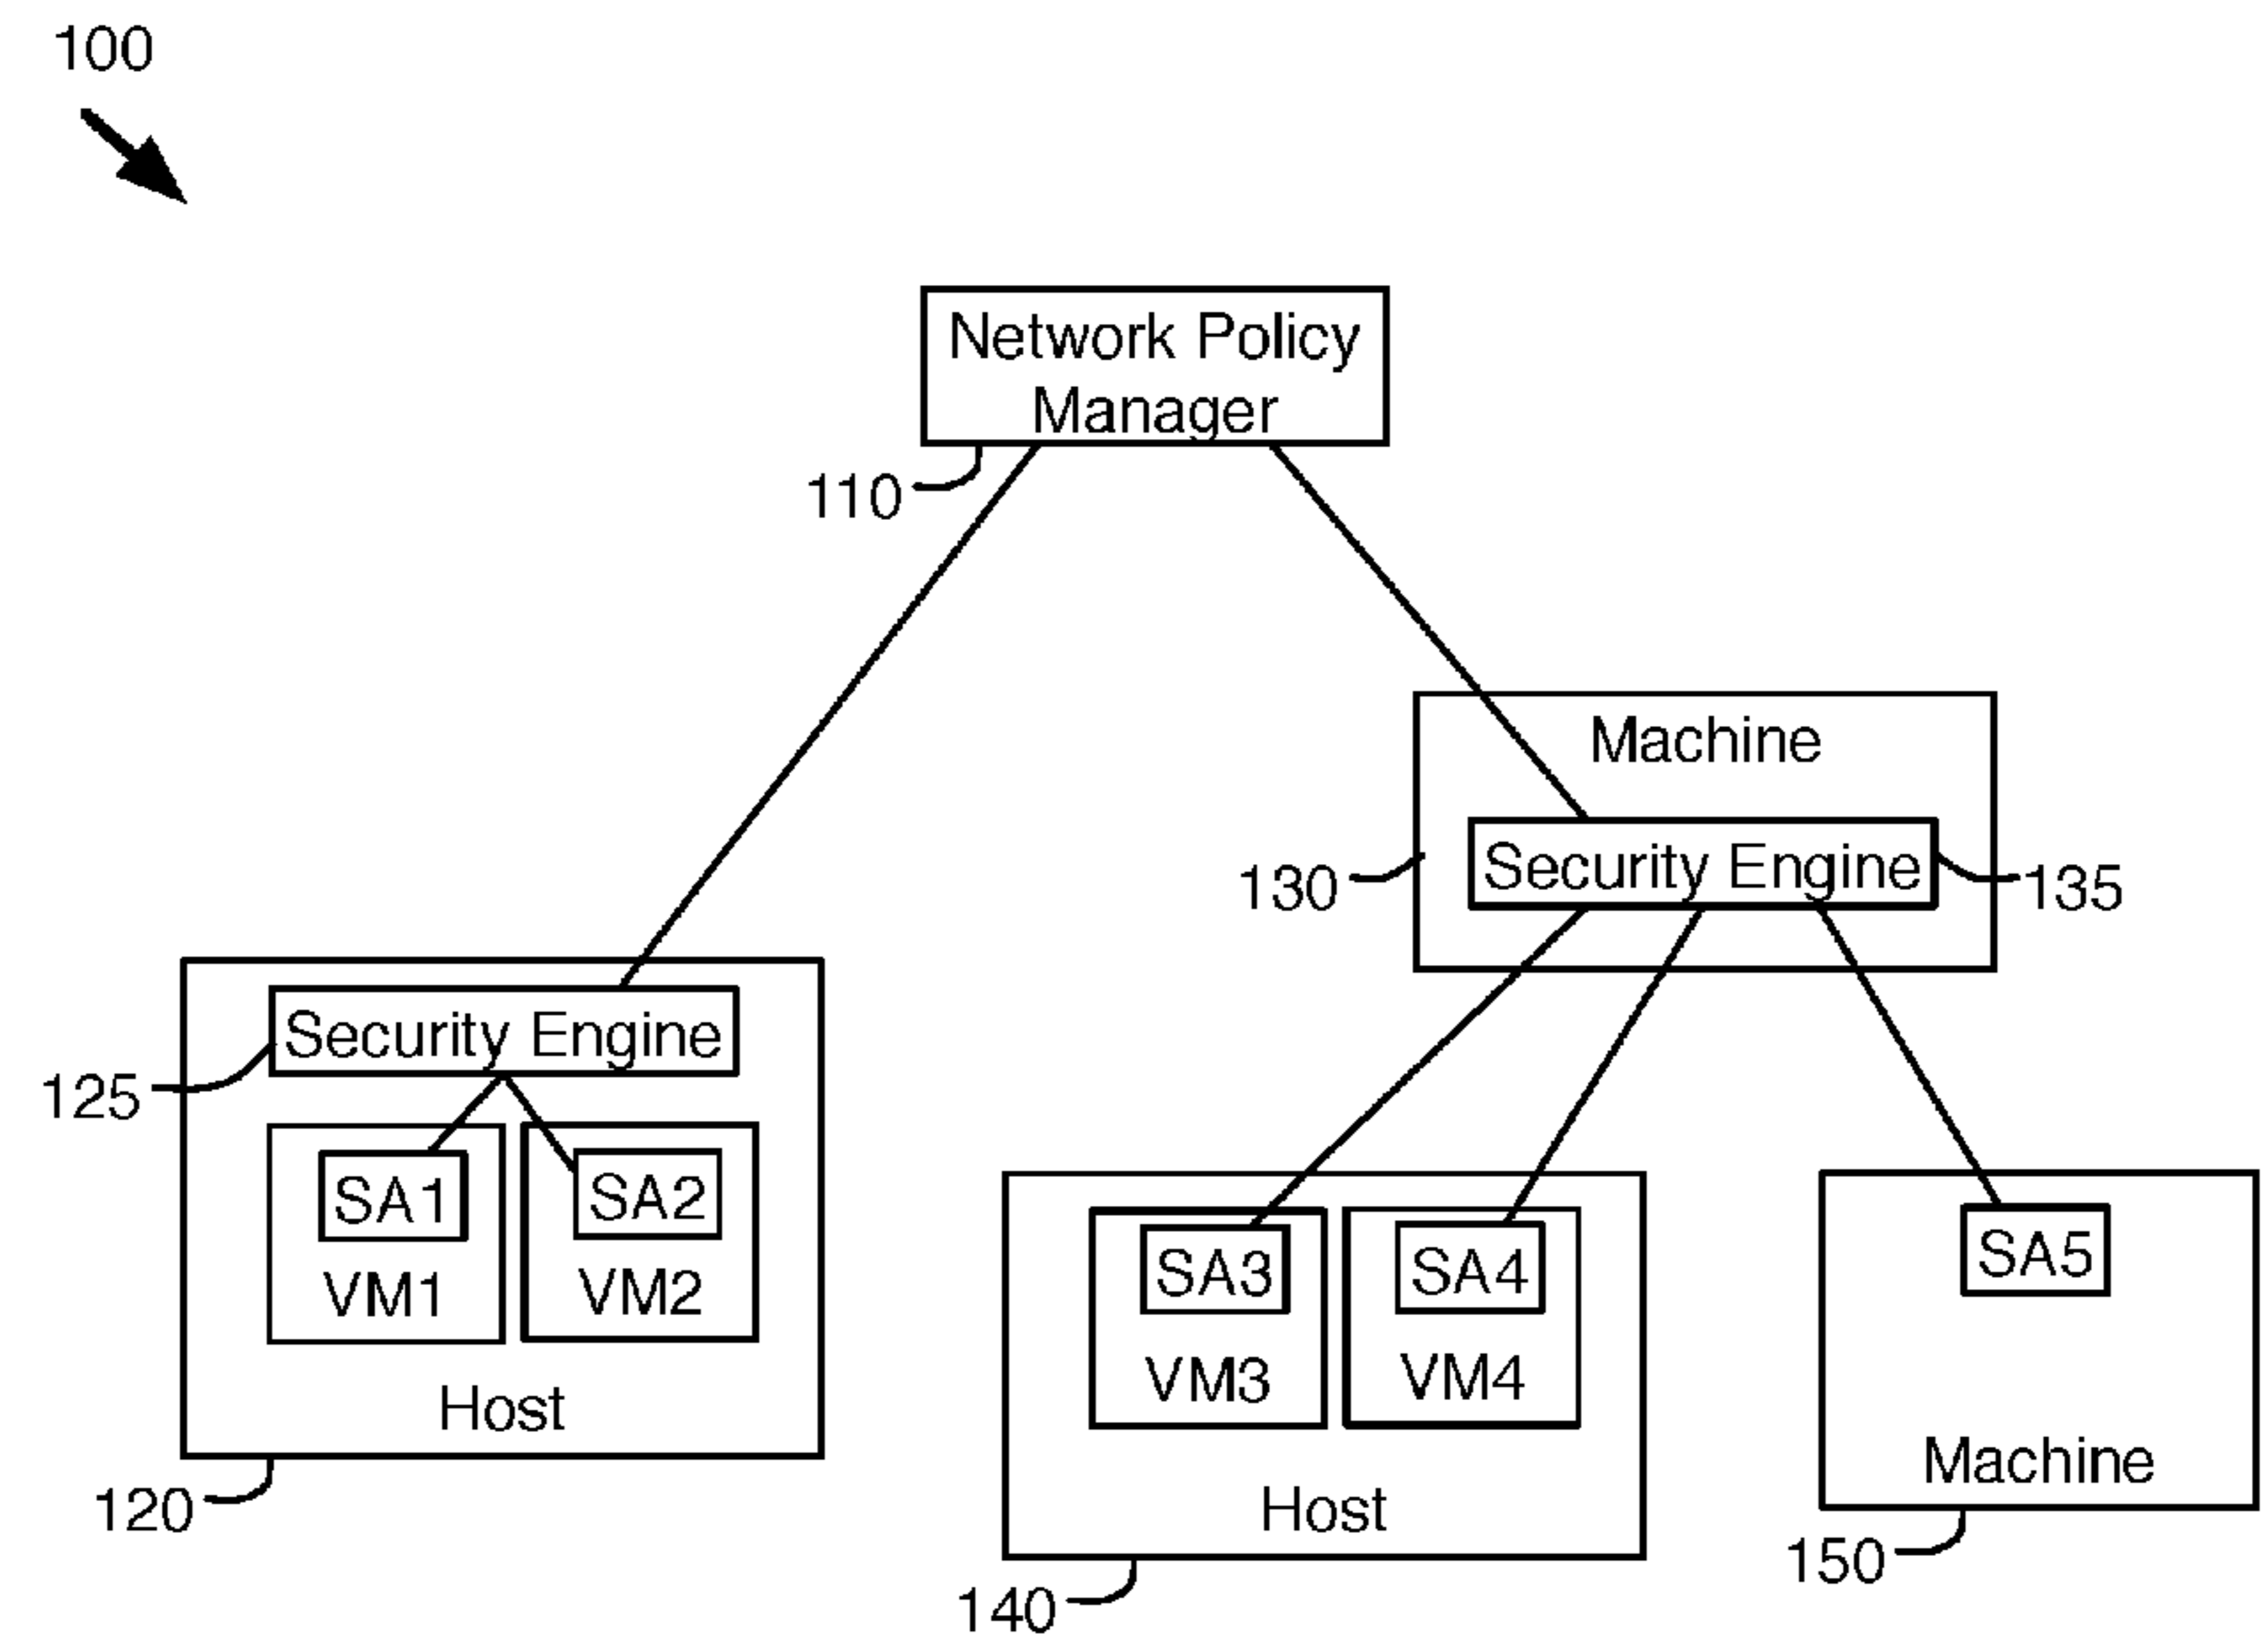 100
Network Policy
Manager
110
Machine
Security Engine
130
135
Security Engine
125
SA1
SA2
VM1
VM2
Host
120
SA3
SA4
SA5
VM3
VM4
Machine
Host
140
150